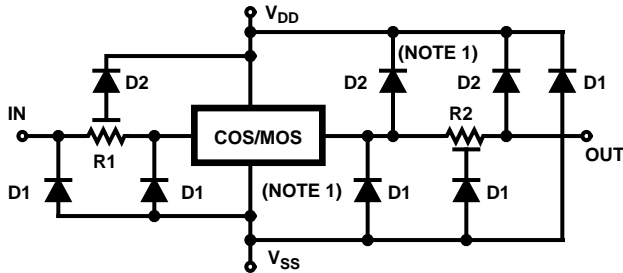 VDD
(NOTE 1)
D2
D2
D2
D1
IN
R2
COS/MOS
R1
OUT
D1
D1
(NOTE 1)
D1
D1
VSS